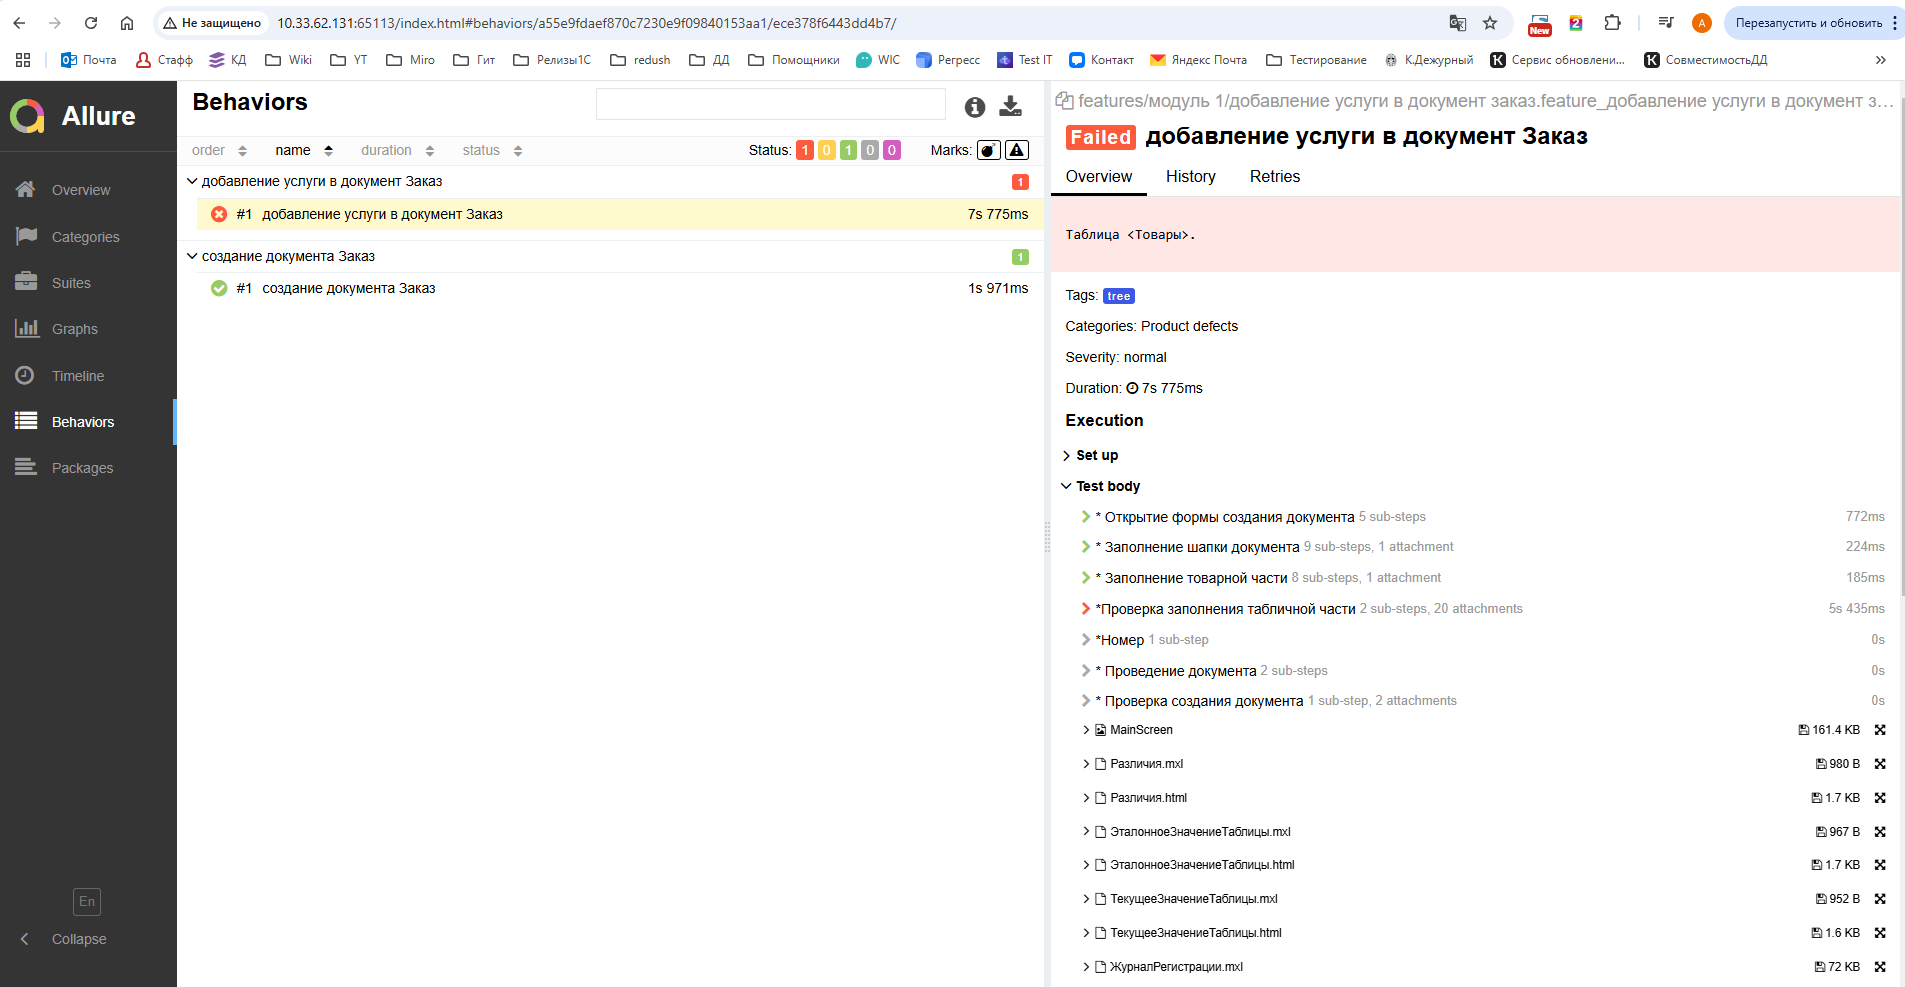 Не защищено
10.33.62.131:65113/index.html#behaviors/a55e9fdaef870c7230e9f09840153aa1/ece378f6443dd4b7/
New
2
A
Перезапустить и обновить
Почта
Стафф
КД
Wiki
YT
Miro
Гит
Релизы1С
redush
ДД
Помощники
WIC
Регресс
Test IT
Контакт
Яндекс Почта
Тестирование
К.Дежурный
Сервис обновлени...
СовместимостьДД
Allure
Overview
Categories
Suites
Graphs
Timeline
Behaviors
Packages
En
Collapse
Behaviors
order name duration status
Status: 1 0 1 0 0 Marks:
добавление услуги в документ Заказ 1
#1 добавление услуги в документ Заказ 7s 775ms
создание документа Заказ 1
#1 создание документа Заказ 1s 971ms
features/модуль 1/добавление услуги в документ заказ.feature_добавление услуги в документ з...
Failed добавление услуги в документ Заказ
Overview History Retries
Таблица <Товары>.
Tags: tree
Categories: Product defects
Severity: normal
Duration: 7s 775ms
Execution
Set up
Test body
* Открытие формы создания документа 5 sub-steps 772ms
* Заполнение шапки документа 9 sub-steps, 1 attachment 224ms
* Заполнение товарной части 8 sub-steps, 1 attachment 185ms
*Проверка заполнения табличной части 2 sub-steps, 20 attachments 5s 435ms
*Номер 1 sub-step 0s
* Проведение документа 2 sub-steps 0s
* Проверка создания документа 1 sub-step, 2 attachments 0s
MainScreen 161.4 KB
Различия.mxl 980 B
Различия.html 1.7 KB
ЭталонноеЗначениеТаблицы.mxl 967 B
ЭталонноеЗначениеТаблицы.html 1.7 KB
ТекущееЗначениеТаблицы.mxl 952 B
ТекущееЗначениеТаблицы.html 1.6 KB
ЖурналРегистрации.mxl 72 KB